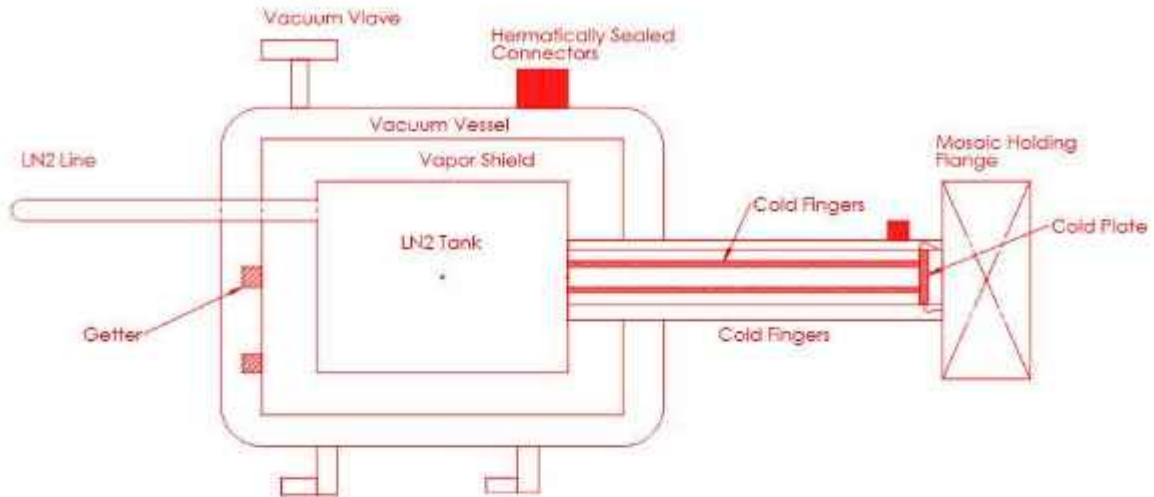 Vacuum Vlave
Hermatically Sealed
Connectors
Vacuum Vessel
LN2 Line
Vapor Shield
Mosaic Holding
Flange
Cold Fingers
Cold Plate
LN2 Tank
Getter
Cold Fingers